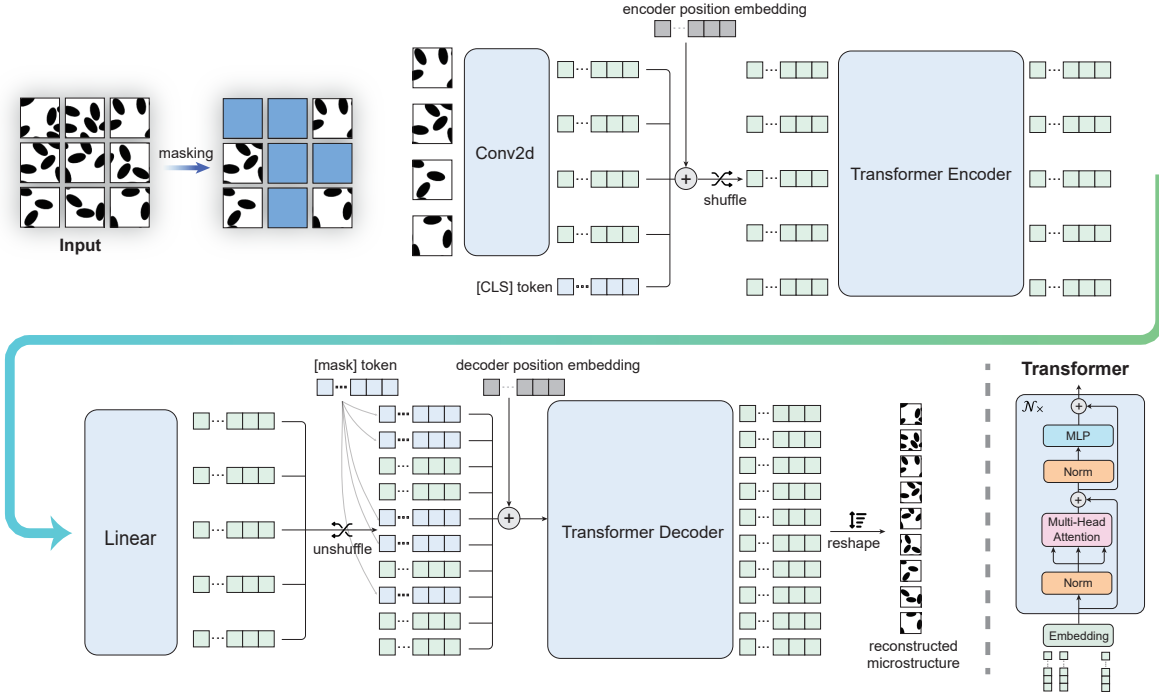 encoder position embedding
masking
Input
Conv2d
[CLS] token
shuffle
Transformer Encoder
[mask] token
decoder position embedding
Linear
unshuffle
Transformer Decoder
reshape
reconstructed
microstructure
Transformer
𝒩×
MLP
Norm
Multi-Head
Attention
Norm
Embedding